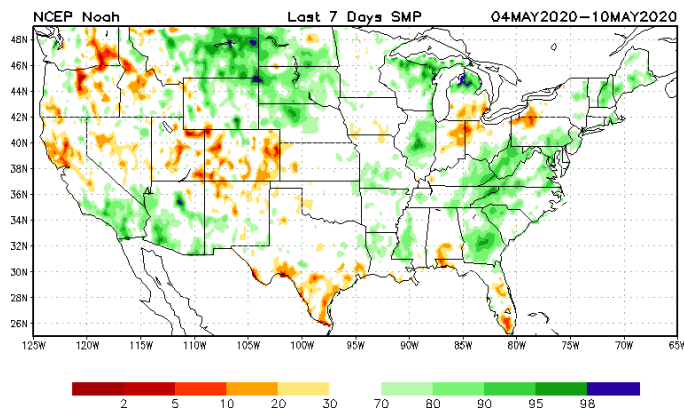 NCEP Noah Last 7 Days SMP 04MAY2020–10MAY2020
48N
46N
44N
42N
40N
38N
36N
34N
32N
30N
28N
26N
125W 120W 115W 110W 105W 100W 95W 90W 85W 80W 75W 70W 65W
2 5 10 20 30 70 80 90 95 98